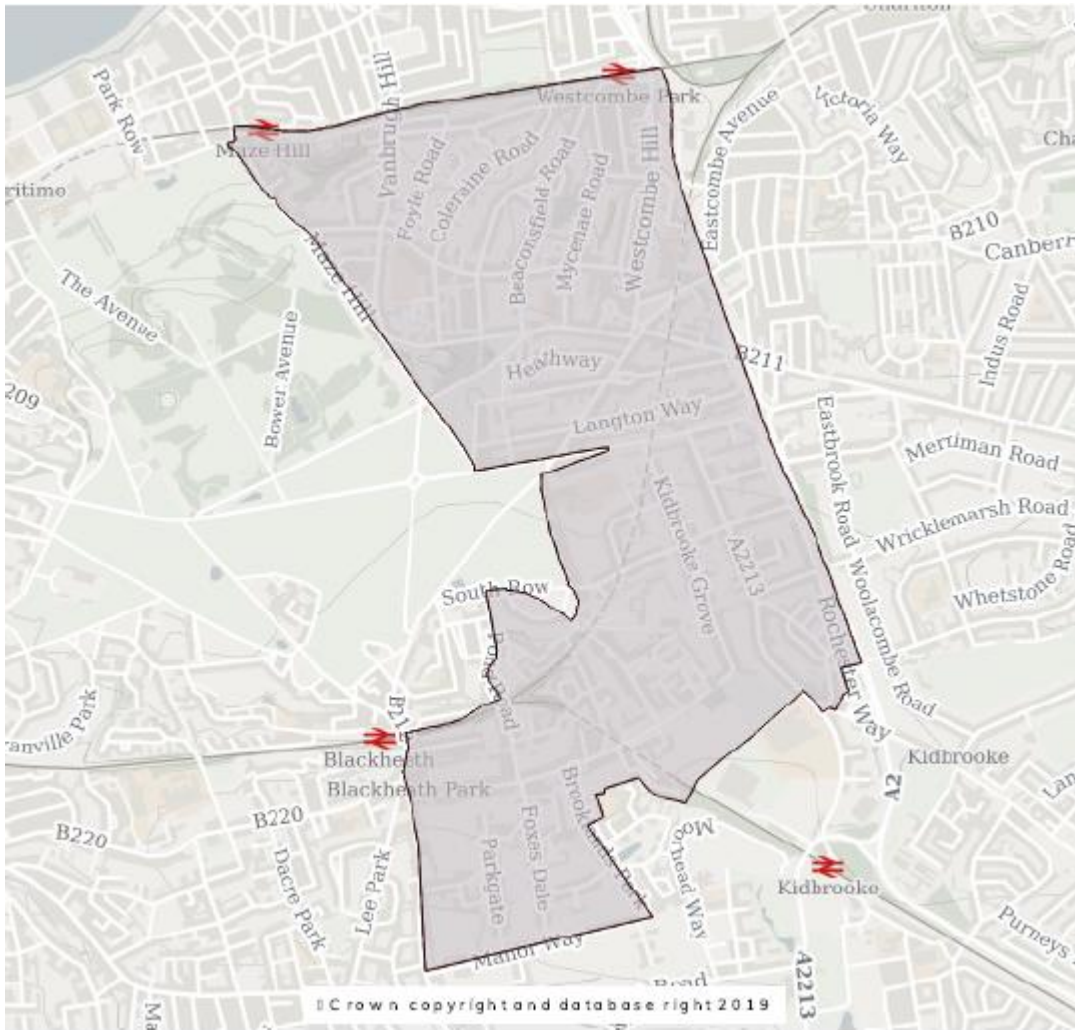 Park Row
Vanbrugh Hill
Westcombe Park
Maze Hill
Foyle Road
Coleraine Road
Beaconsfield Road
Mycenae Road
Westcombe Hill
Eastcombe Avenue
Victoria Way
B210
Indus Road
The Avenue
Bower Avenue
Maze Hill
Heathway
B211
Langton Way
Eastbrook Road
Merriman Road
Wricklemarsh Road
Whetstone Road
Kidbrooke Grove
A2213
South Row
Rochester Way
Woolacombe Road
Blackheath
Blackheath Park
B220
B220
Dacre Park
Lee Park
Parkgate
Foxes Dale
Moorhead Way
Manor Way
Kidbrooke
A2
Kidbrooke
A2213
Road
Crown copyright and database right 2019